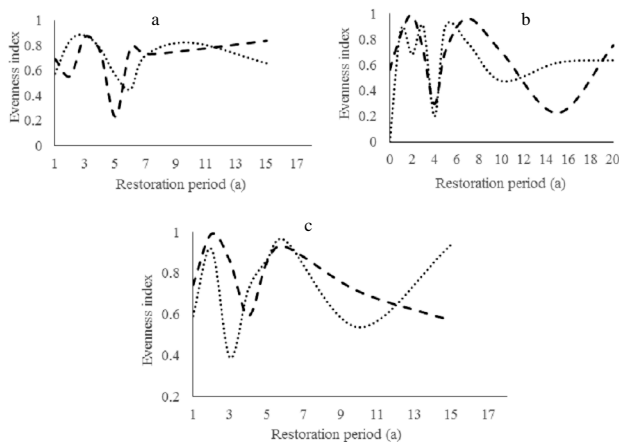 a
Evenness index
1
0.8
0.6
0.4
0.2
0
1 3 5 7 9 11 13 15 17
Restoration period (a)
b
Evenness index
1
0.8
0.6
0.4
0.2
0
0 2 4 6 8 10 12 14 16 18 20
Restoration period (a)
c
Evenness index
1
0.8
0.6
0.4
0.2
1 3 5 7 9 11 13 15 17
Restoration period (a)